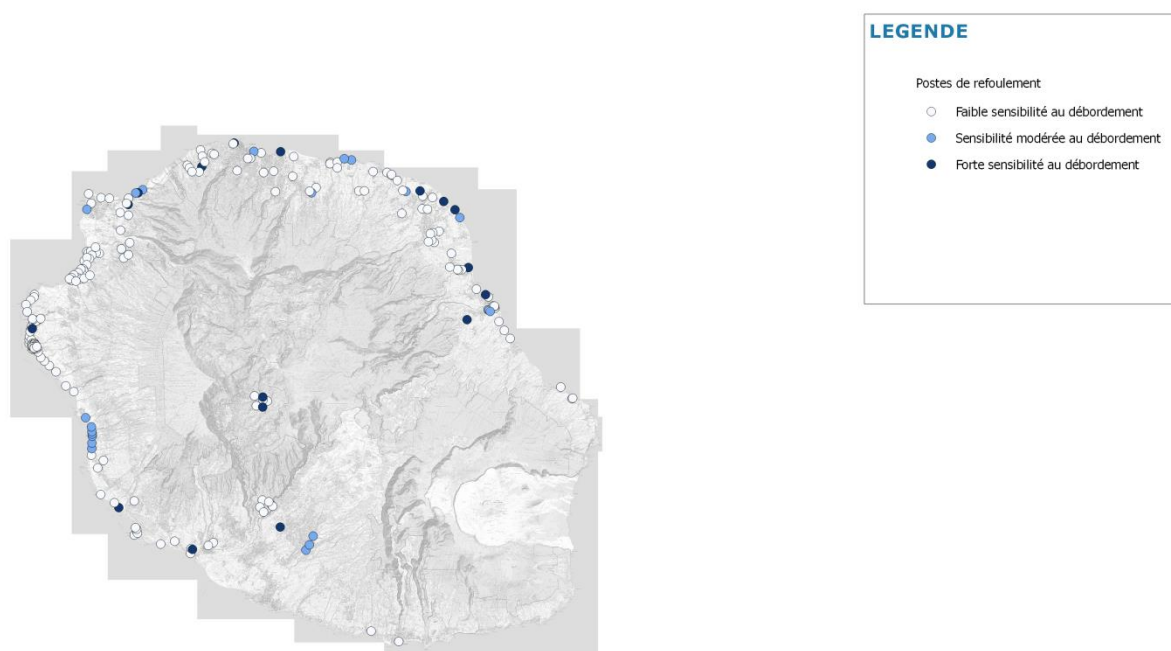 LEGENDE
Postes de refoulement
Faible sensibilité au débordement
Sensibilité modérée au débordement
Forte sensibilité au débordement